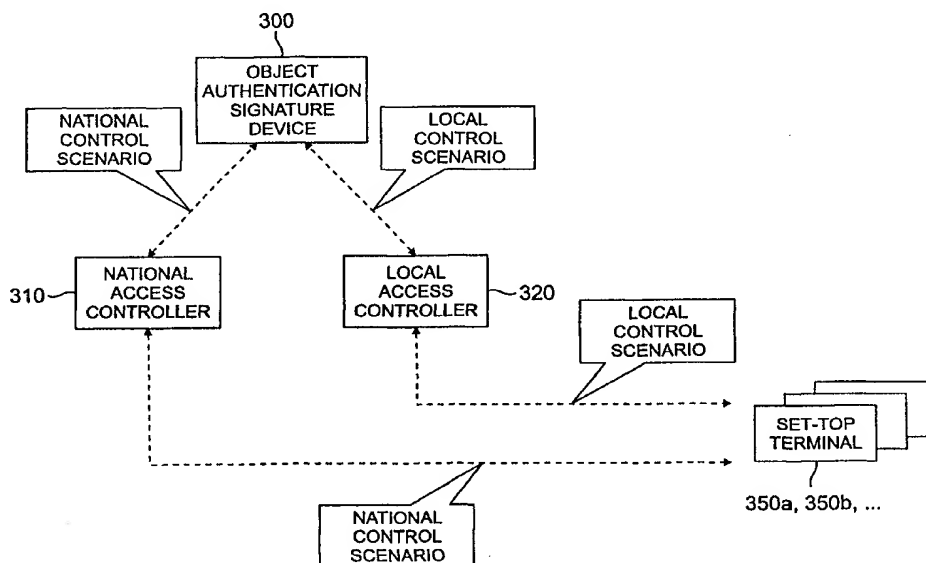 300
OBJECT
AUTHENTICATION
SIGNATURE
DEVICE
NATIONAL
CONTROL
SCENARIO
LOCAL
CONTROL
SCENARIO
310
NATIONAL
ACCESS
CONTROLLER
LOCAL
ACCESS
CONTROLLER
320
LOCAL
CONTROL
SCENARIO
SET-TOP
TERMINAL
350a, 350b, ...
NATIONAL
CONTROL
SCENARIO